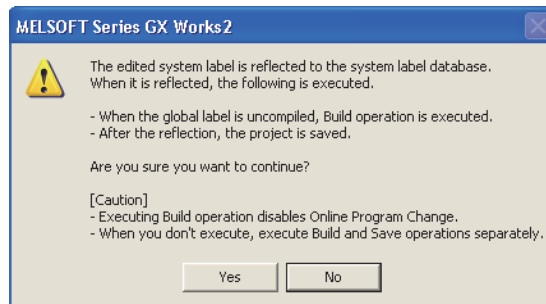 MELSOFT Series GX Works2
The edited system label is reflected to the system label database.
When it is reflected, the following is executed.
- When the global label is uncompiled, Build operation is executed.
- After the reflection, the project is saved.
Are you sure you want to continue?
[Caution]
- Executing Build operation disables Online Program Change.
- When you don't execute, execute Build and Save operations separately.
Yes
No